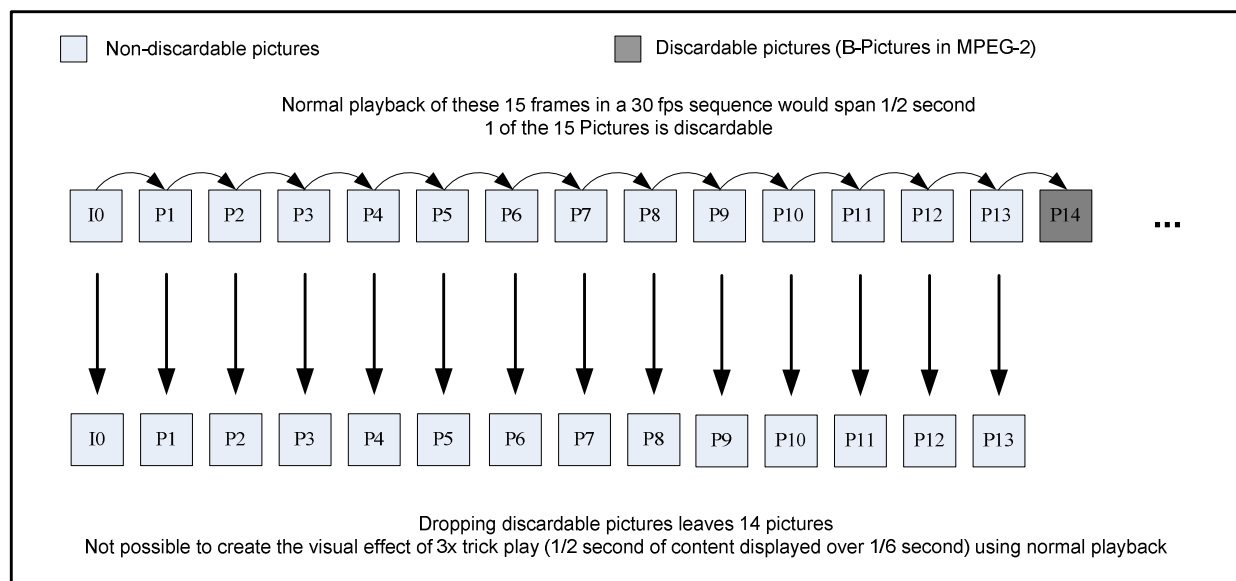 Non-discardable pictures
Discardable pictures (B-Pictures in MPEG-2)
Normal playback of these 15 frames in a 30 fps sequence would span 1/2 second
1 of the 15 Pictures is discardable
I0 P1 P2 P3 P4 P5 P6 P7 P8 P9 P10 P11 P12 P13 P14 ...
I0 P1 P2 P3 P4 P5 P6 P7 P8 P9 P10 P11 P12 P13
Dropping discardable pictures leaves 14 pictures
Not possible to create the visual effect of 3x trick play (1/2 second of content displayed over 1/6 second) using normal playback